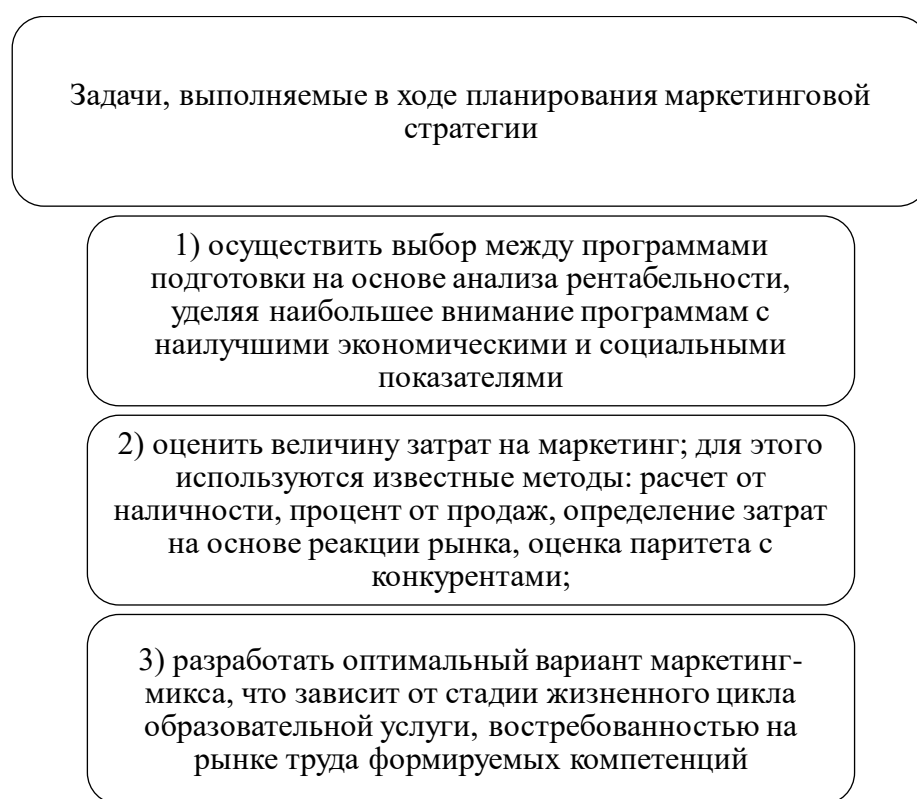 Задачи, выполняемые в ходе планирования маркетинговой
стратегии
1) осуществить выбор между программами
подготовки на основе анализа рентабельности,
уделяя наибольшее внимание программам с
наилучшими экономическими и социальными
показателями
2) оценить величину затрат на маркетинг; для этого
используются известные методы: расчет от
наличности, процент от продаж, определение затрат
на основе реакции рынка, оценка паритета с
конкурентами;
3) разработать оптимальный вариант маркетинг-
микса, что зависит от стадии жизненного цикла
образовательной услуги, востребованностью на
рынке труда формируемых компетенций